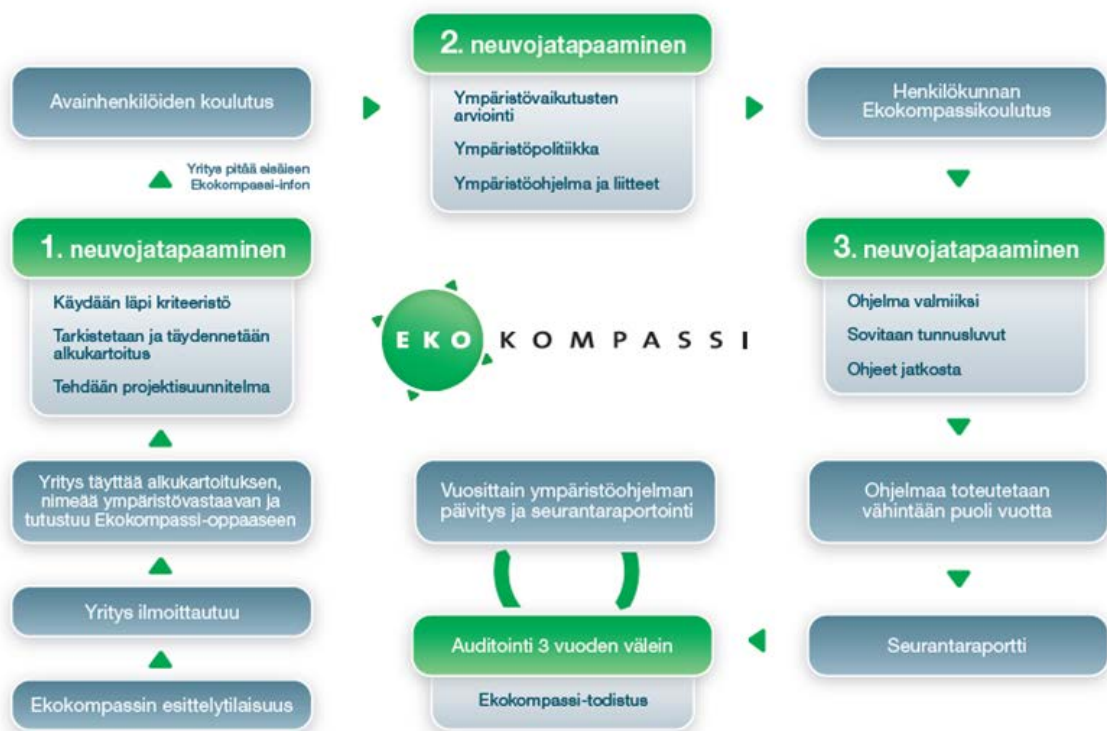 2. neuvojatapaaminen
Ympäristövaikutusten
arviointi
Ympäristöpolitiikka
Ympäristöohjelma ja liitteet
Avainhenkilöiden koulutus
Yritys pitää sisäisen
Ekokompassi-infon
1. neuvojatapaaminen
Käydään läpi kriteeristö
Tarkistetaan ja täydennetään
alkukartoitus
Tehdään projektisuunnitelma
Yritys täyttää alkukartoituksen,
nimeää ympäristövastaavan ja
tutustuu Ekokompassi-oppaaseen
Yritys ilmoittautuu
Ekokompassin esittelytilaisuus
EKOKOMPASSI
Henkilökunnan
Ekokompassikoulutus
3. neuvojatapaaminen
Ohjelma valmiiksi
Sovitaan tunnusluvut
Ohjeet jatkosta
Ohjelmaa toteutetaan
vähintään puoli vuotta
Seurantaraportti
Vuosittain ympäristöohjelman
päivitys ja seurantaraportointi
Auditointi 3 vuoden välein
Ekokompassi-todistus